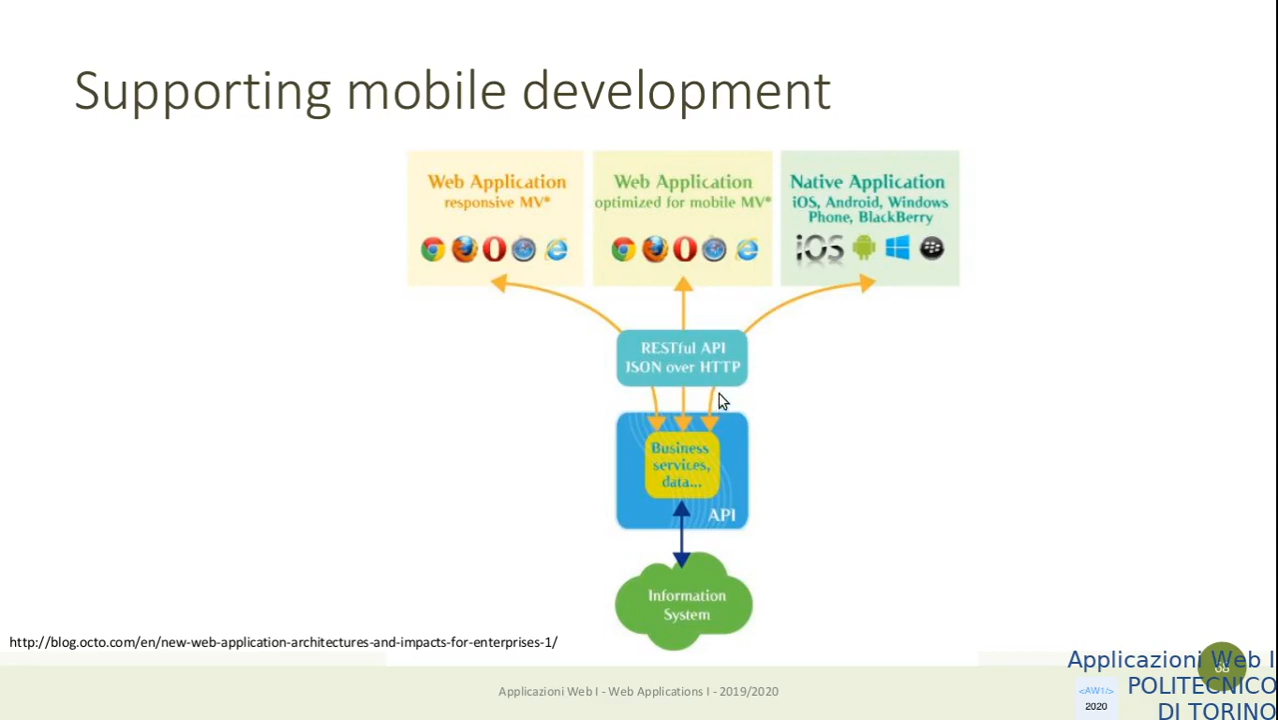 Supporting mobile development
Web Application
responsive MV*
Web Application
optimized for mobile MV*
Native Application
iOS, Android, Windows
Phone, BlackBerry
iOS
RESTful API
JSON over HTTP
Business
services,
data...
API
Information
System
http://blog.octo.com/en/new-web-application-architectures-and-impacts-for-enterprises-1/
Applicazioni Web I - Web Applications I - 2019/2020
68
Applicazioni Web I
POLITECNICO
DI TORINO
<AW1/>
2020